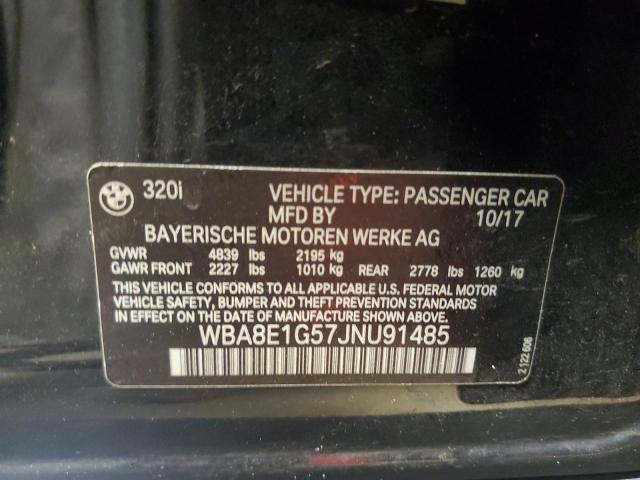 BMW
320i VEHICLE TYPE: PASSENGER CAR
MFD BY 10/17
BAYERISCHE MOTOREN WERKE AG
GVWR 4839 lbs 2195 kg
GAWR FRONT 2227 lbs 1010 kg REAR 2778 lbs 1260 kg
THIS VEHICLE CONFORMS TO ALL APPLICABLE U.S. FEDERAL MOTOR
VEHICLE SAFETY, BUMPER AND THEFT PREVENTION STANDARDS IN
EFFECT ON THE DATE OF MANUFACTURE SHOWN ABOVE.
WBA8E1G57JNU91485
2 122 606